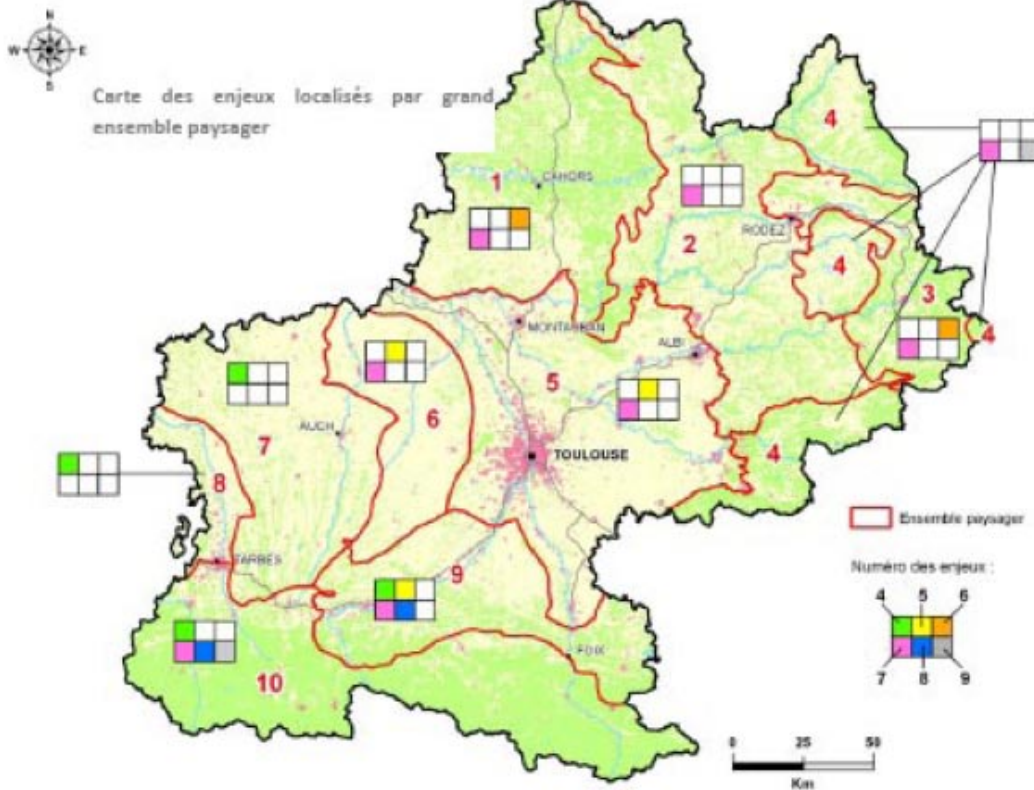 N
W E
S
Carte des enjeux localisés par grand
ensemble paysager
4
1
CAHORS
2
RODEZ
4
3
4
MONTAUBAN
ALBI
5
6
7
AUCH
TOULOUSE
4
8
Ensemble paysager
TARBES
9
Numéro des enjeux :
4 5 6
7 8 9
FOIX
10
0 25 50
Km